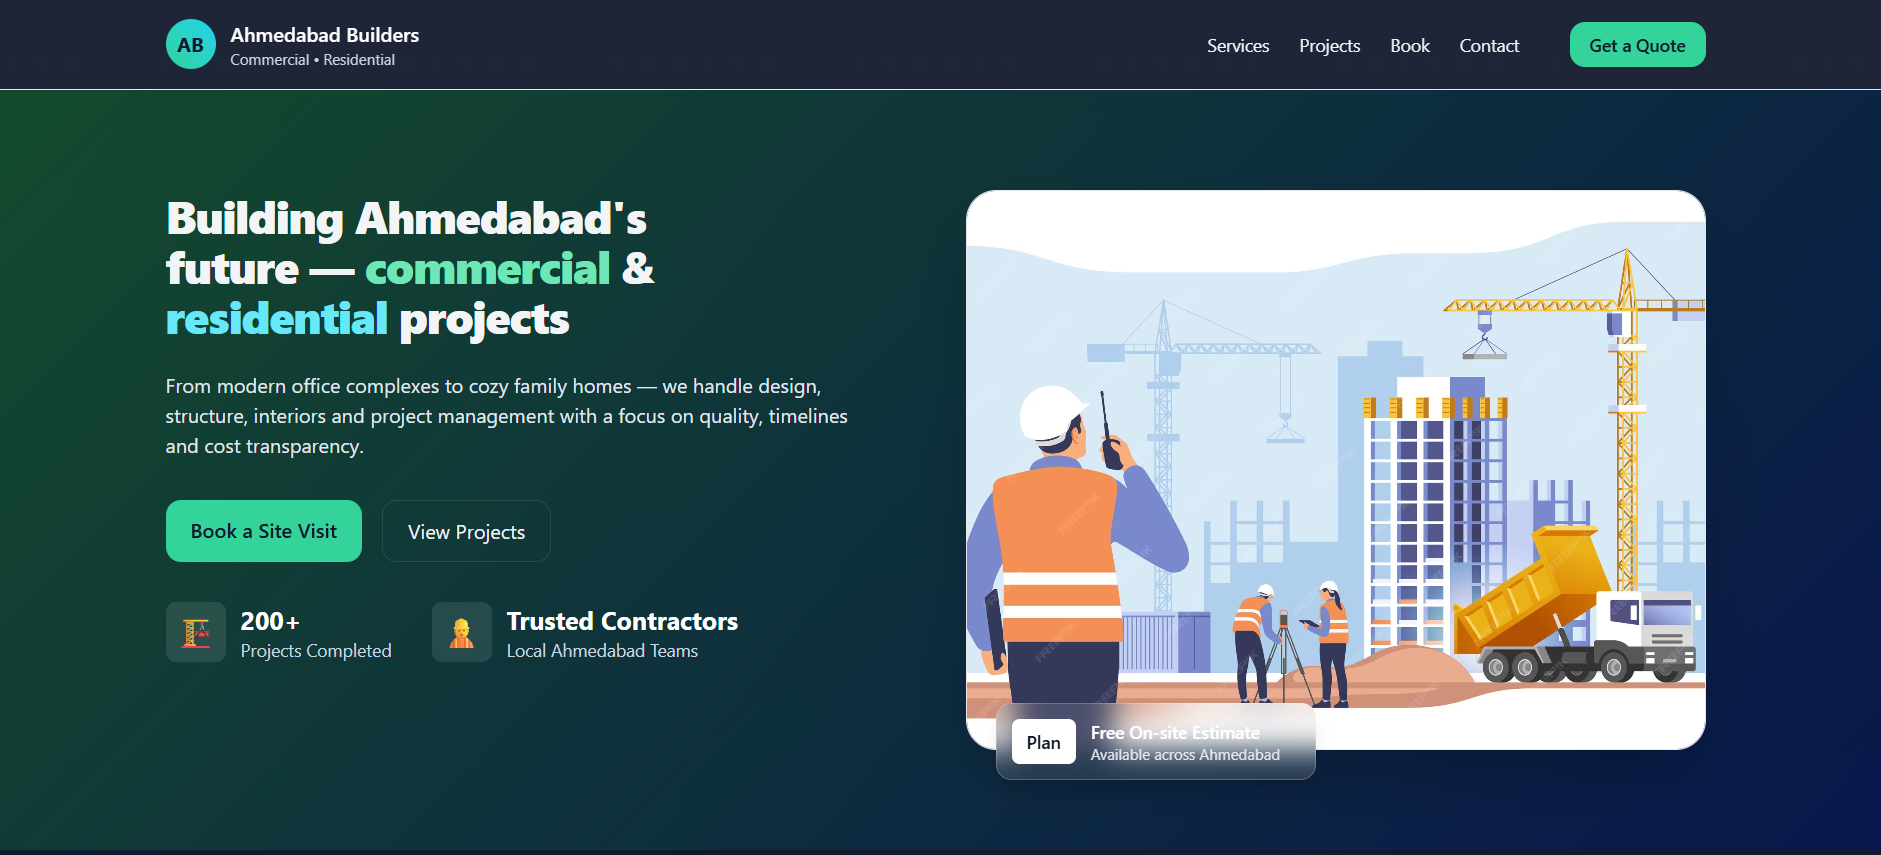 AB
Ahmedabad Builders
Commercial • Residential
Services
Projects
Book
Contact
Get a Quote
Building Ahmedabad's
future — commercial &
residential projects
From modern office complexes to cozy family homes — we handle design,
structure, interiors and project management with a focus on quality, timelines
and cost transparency.
Book a Site Visit
View Projects
200+
Projects Completed
Trusted Contractors
Local Ahmedabad Teams
FREEPIK
Plan
Free On-site Estimate
Available across Ahmedabad